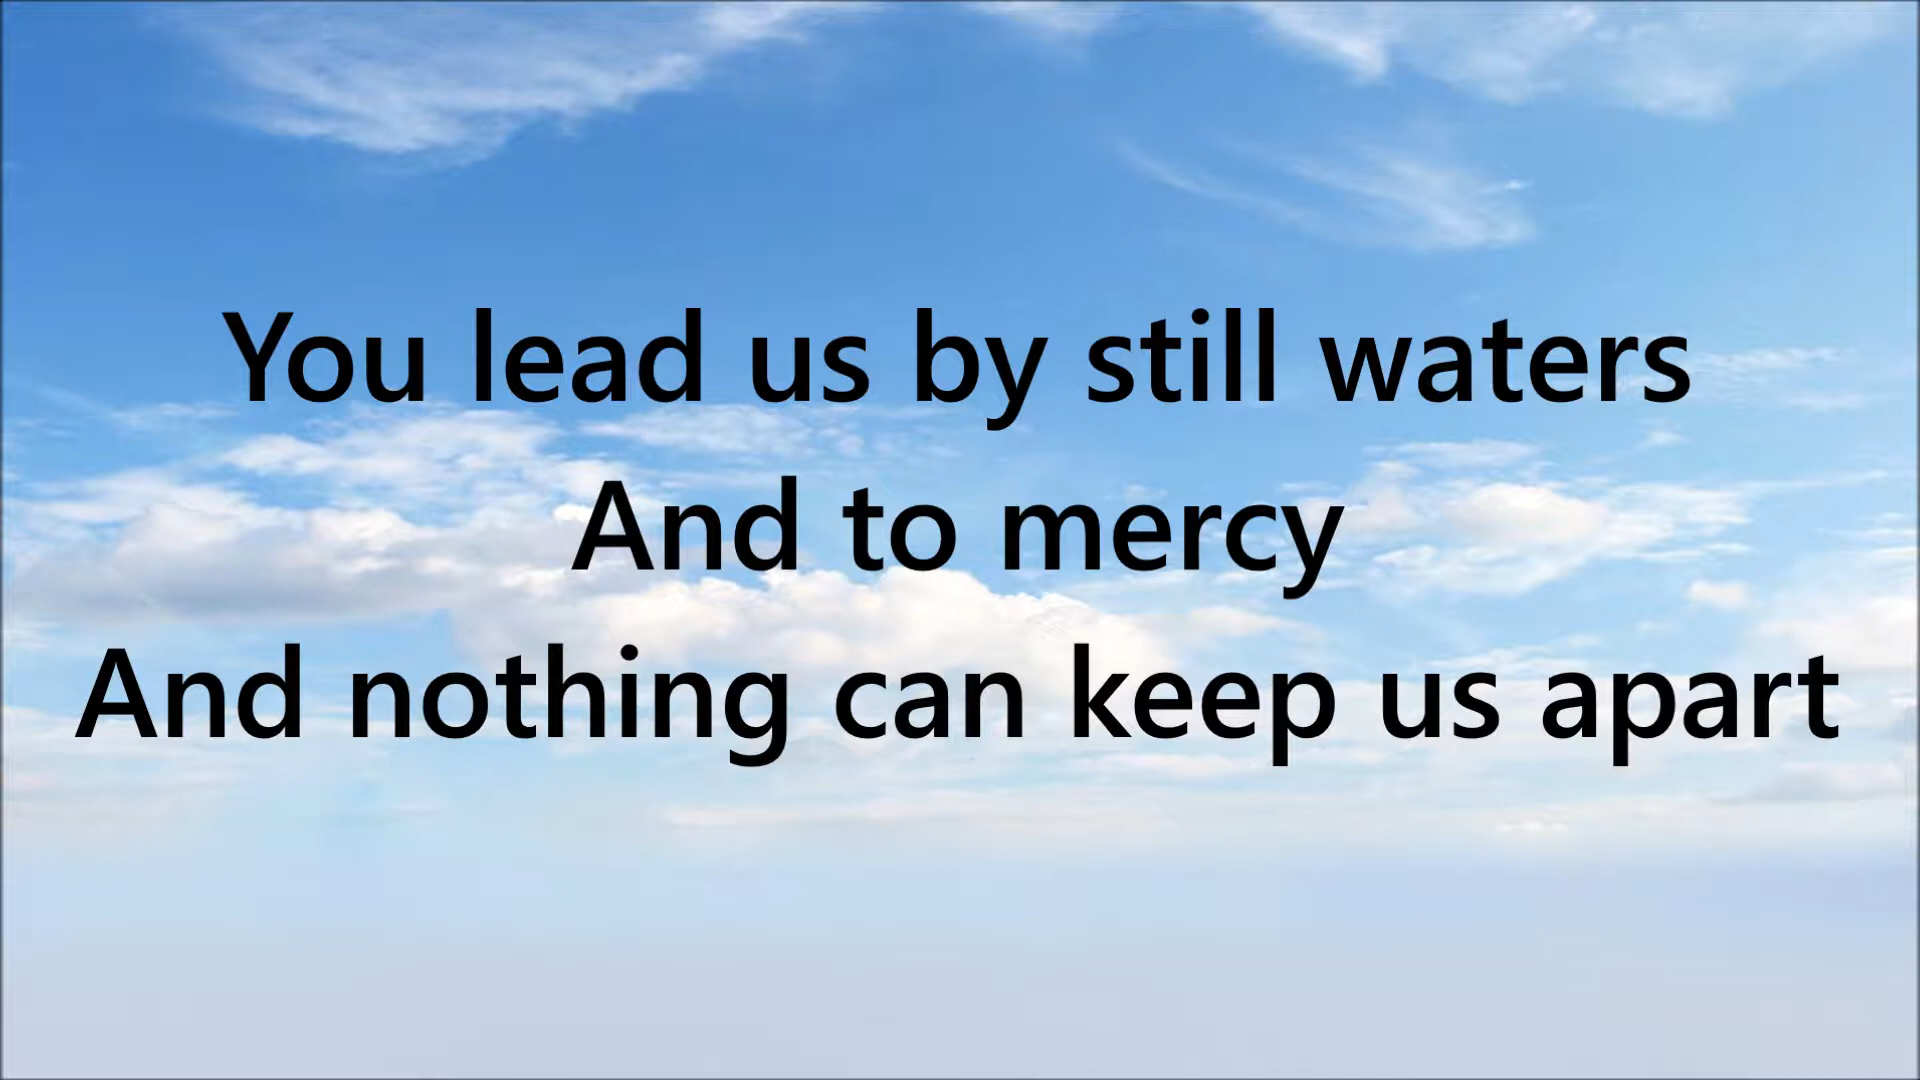 You lead us by still waters
And to mercy
And nothing can keep us apart